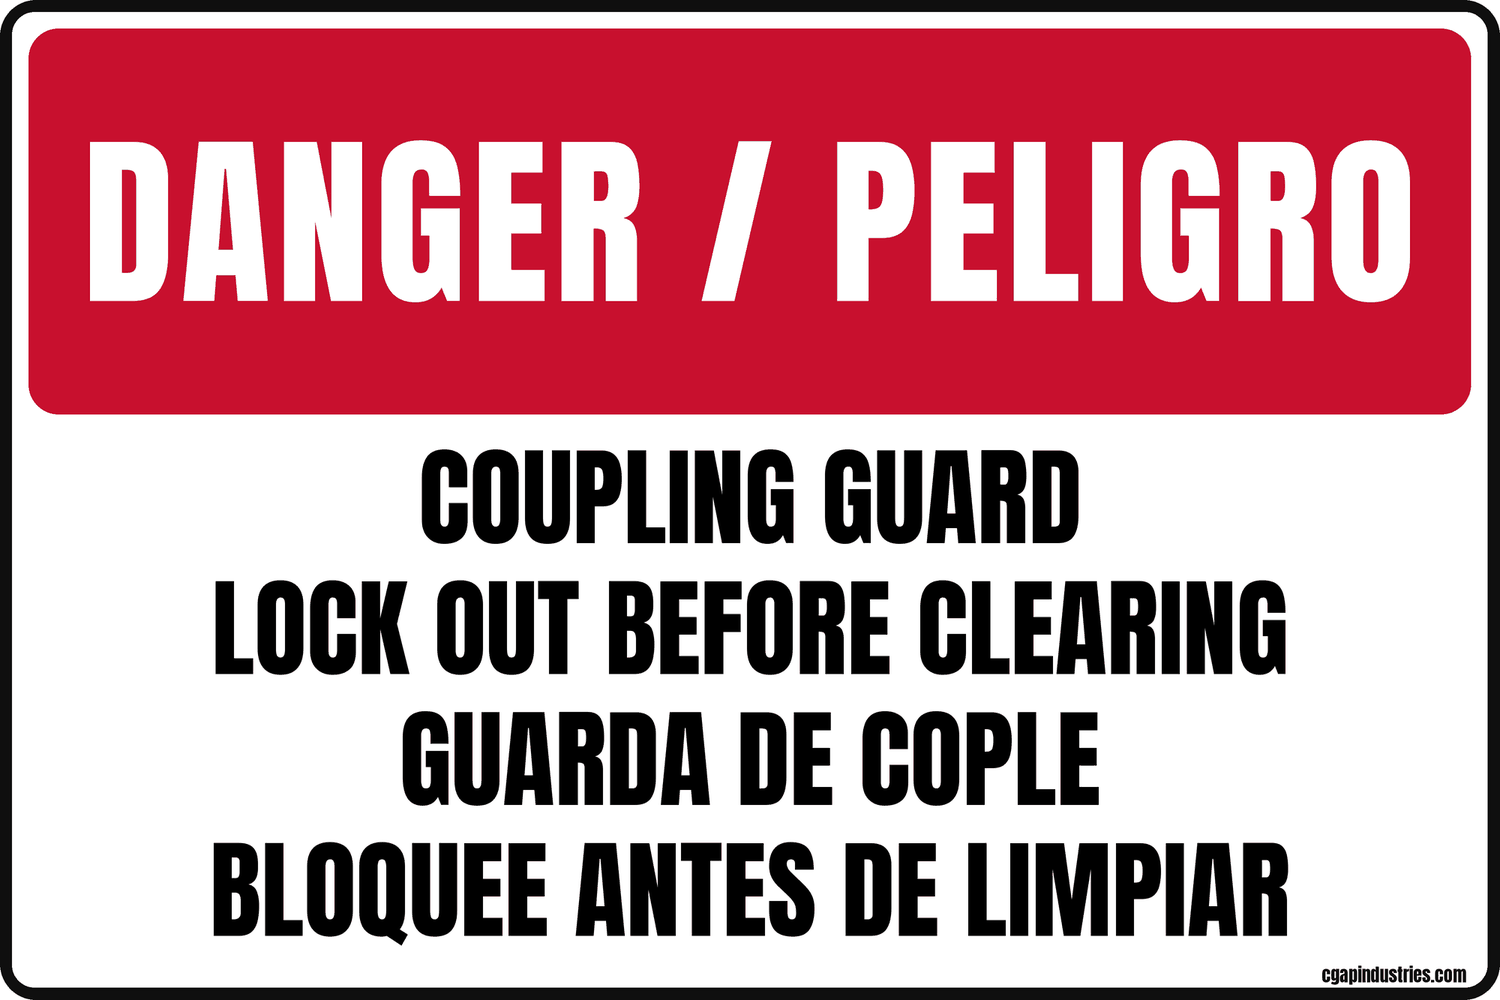 DANGER / PELIGRO
COUPLING GUARD
LOCK OUT BEFORE CLEARING
GUARDA DE COPLE
BLOQUEE ANTES DE LIMPIAR
cgapindustries.com